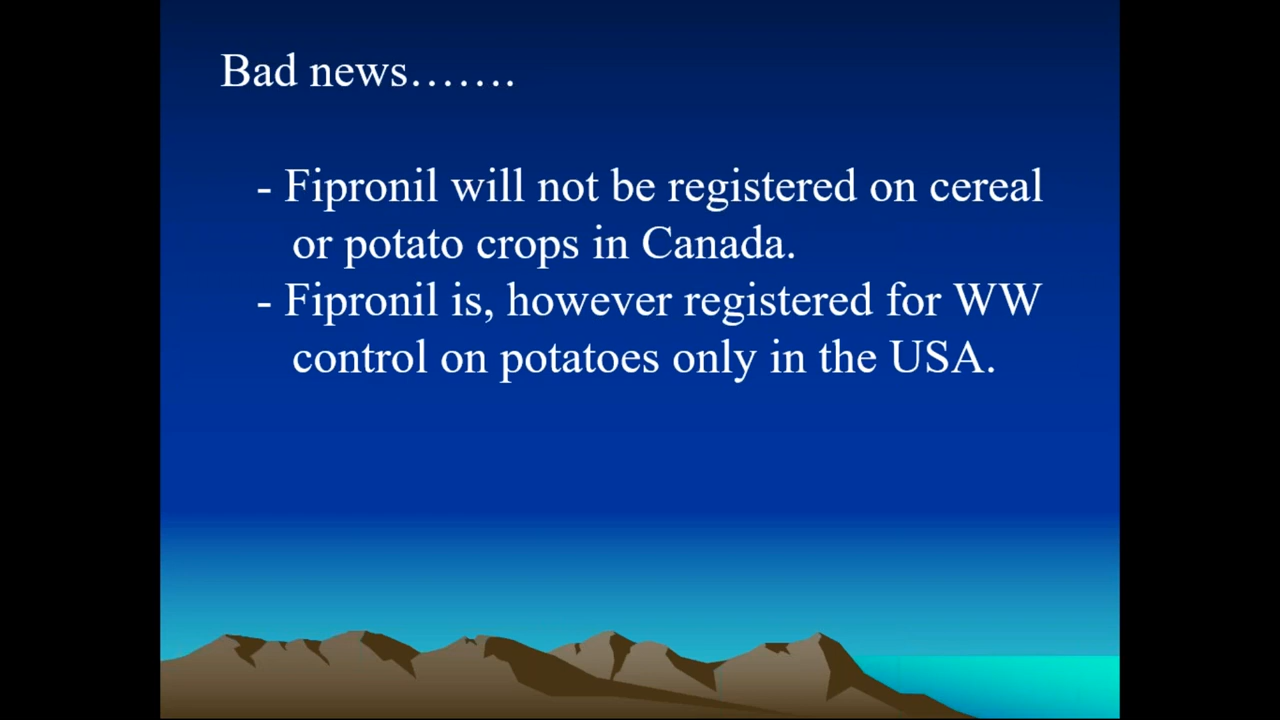 Bad news.......
- Fipronil will not be registered on cereal
or potato crops in Canada.
- Fipronil is, however registered for WW
control on potatoes only in the USA.